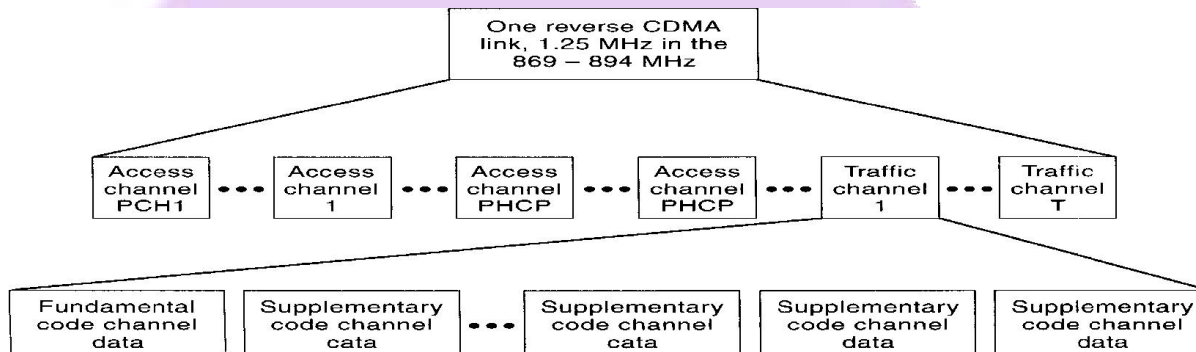 One reverse CDMA
link, 1.25 MHz in the
869 – 894 MHz
Access
channel
PCH1
Access
channel
1
Access
channel
PHCP
Access
channel
PHCP
Traffic
channel
1
Traffic
channel
T
Fundamental
code channel
data
Supplementary
code channel
cata
Supplementary
code channel
cata
Supplementary
code channel
data
Supplementary
code channel
data